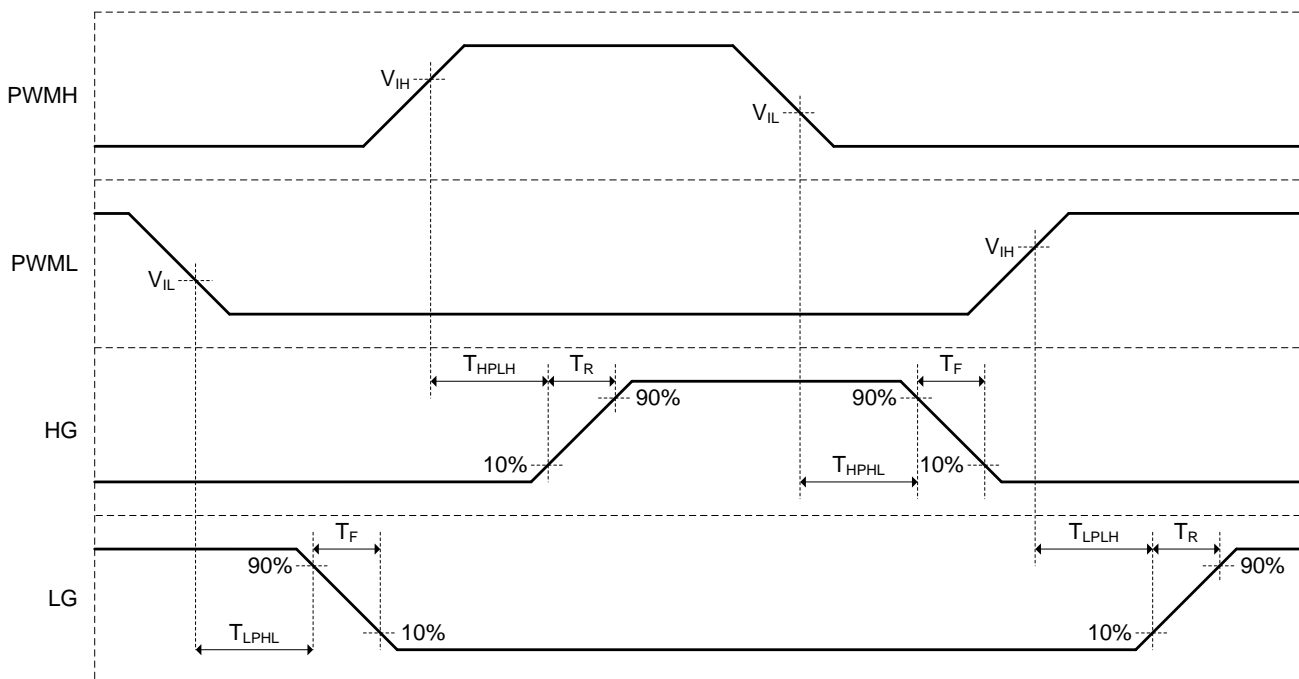 PWMH
V_IH
V_IL
PWML
V_IL
V_IH
HG
T_HPLH
T_R
90%
10%
T_F
90%
T_HPHL
10%
LG
T_F
90%
T_LPHL
10%
T_LPLH
T_R
90%
10%